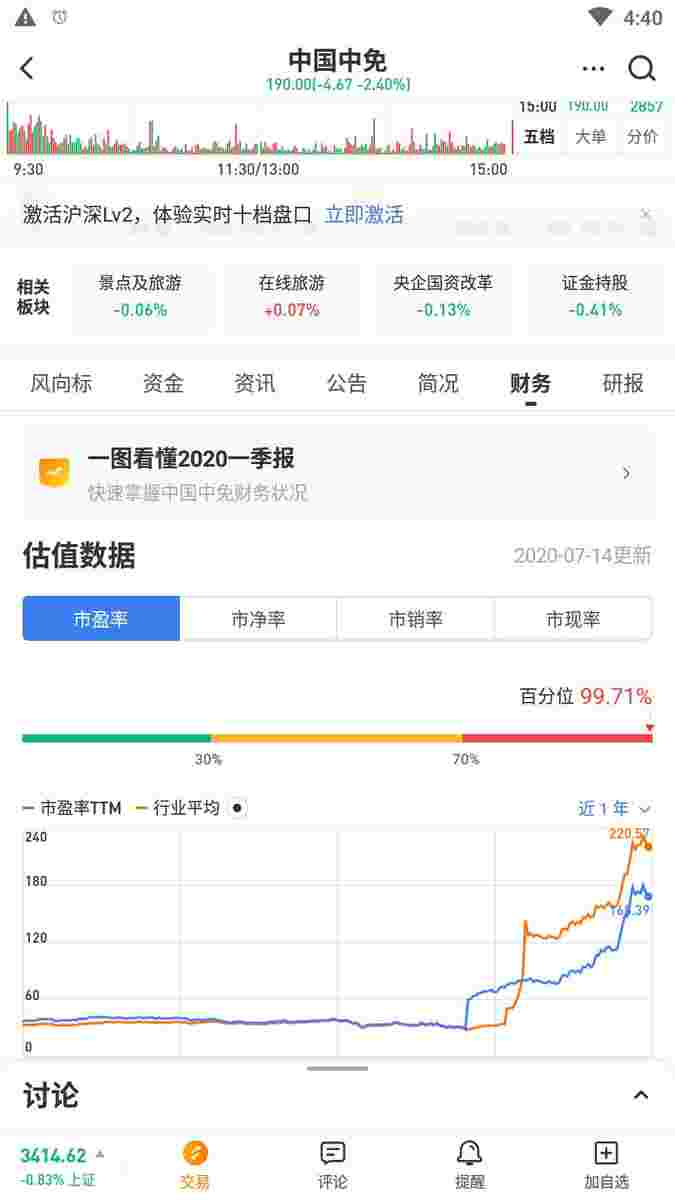 4:40
中国中免
190.00(-4.67 -2.40%)
15:00 190.00 2857
五档 大单 分价
9:30 11:30/13:00 15:00
激活沪深Lv2，体验实时十档盘口 立即激活
相关板块
景点及旅游 -0.06%
在线旅游 +0.07%
央企国资改革 -0.13%
证金持股 -0.41%
风向标 资金 资讯 公告 简况 财务 研报
一图看懂2020一季报
快速掌握中国中免财务状况
估值数据 2020-07-14更新
市盈率 市净率 市销率 市现率
百分位 99.71%
30% 70%
市盈率TTM 行业平均 近1年
240
220.57
180
120
60
0
讨论
3414.62
-0.83% 上证
交易 评论 提醒 加自选